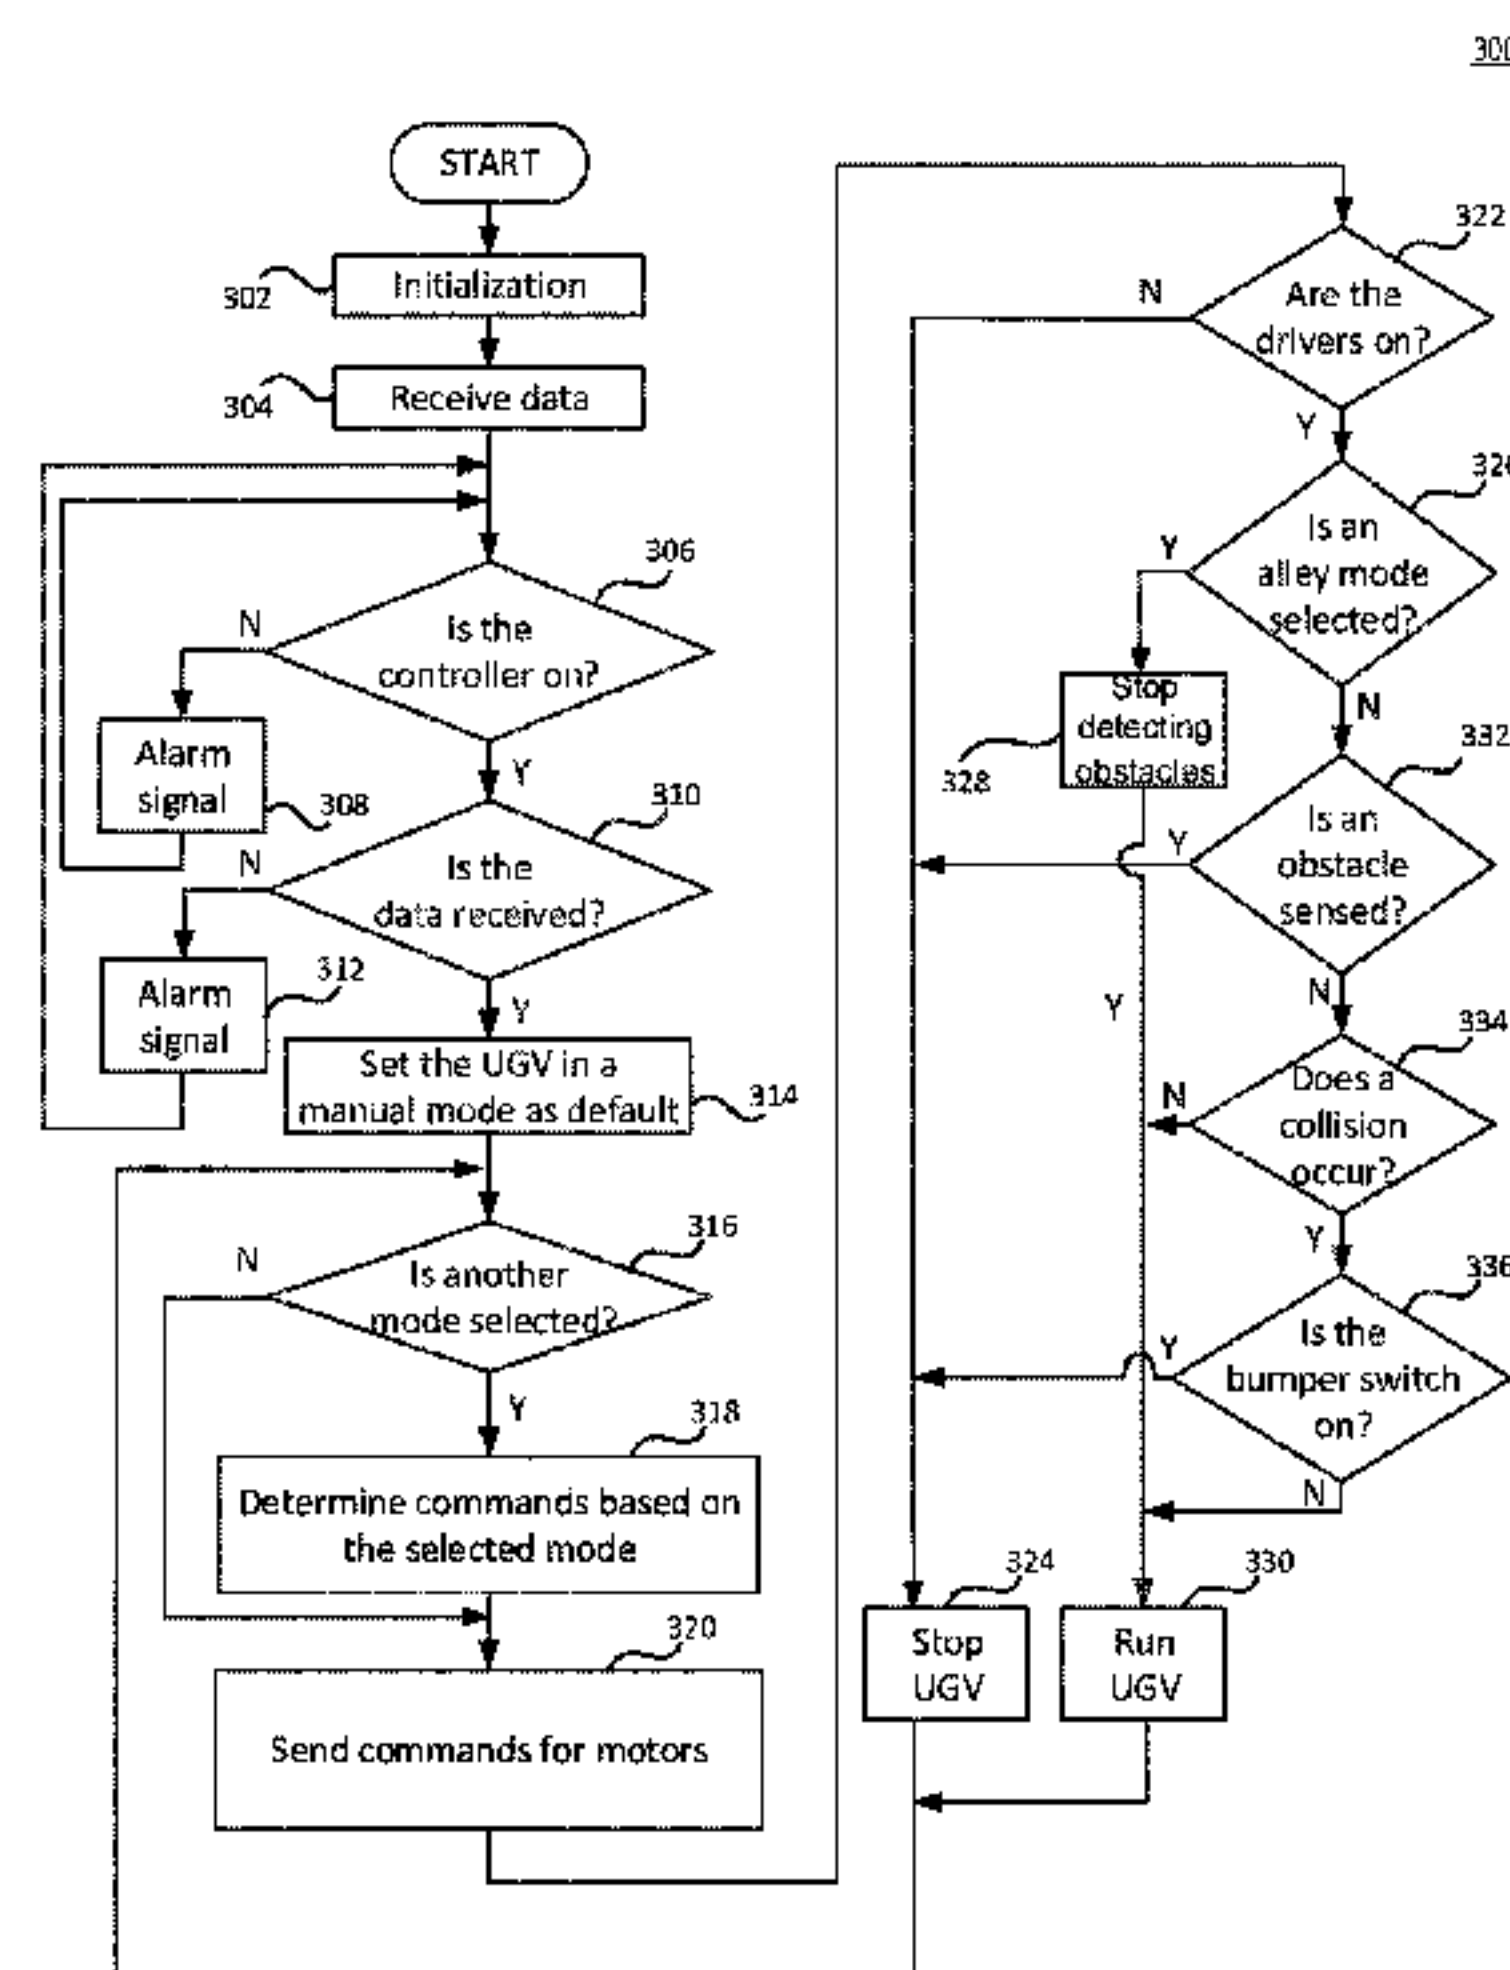 300
START
302
Initialization
304
Receive data
306
N
Is the
controller on?
Y
Alarm
signal
308
310
N
Is the
data received?
Y
Alarm
signal
312
Set the UGV in a
manual mode as default
314
316
N
Is another
mode selected?
Y
318
Determine commands based on
the selected mode
320
Send commands for motors
322
N
Are the
drivers on?
Y
326
Y
Is an
alley mode
selected?
N
Stop
detecting
obstacles
328
332
Y
Is an
obstacle
sensed?
N
Y
334
N
Does a
collision
occur?
Y
336
Y
Is the
bumper switch
on?
N
324
Stop
UGV
330
Run
UGV